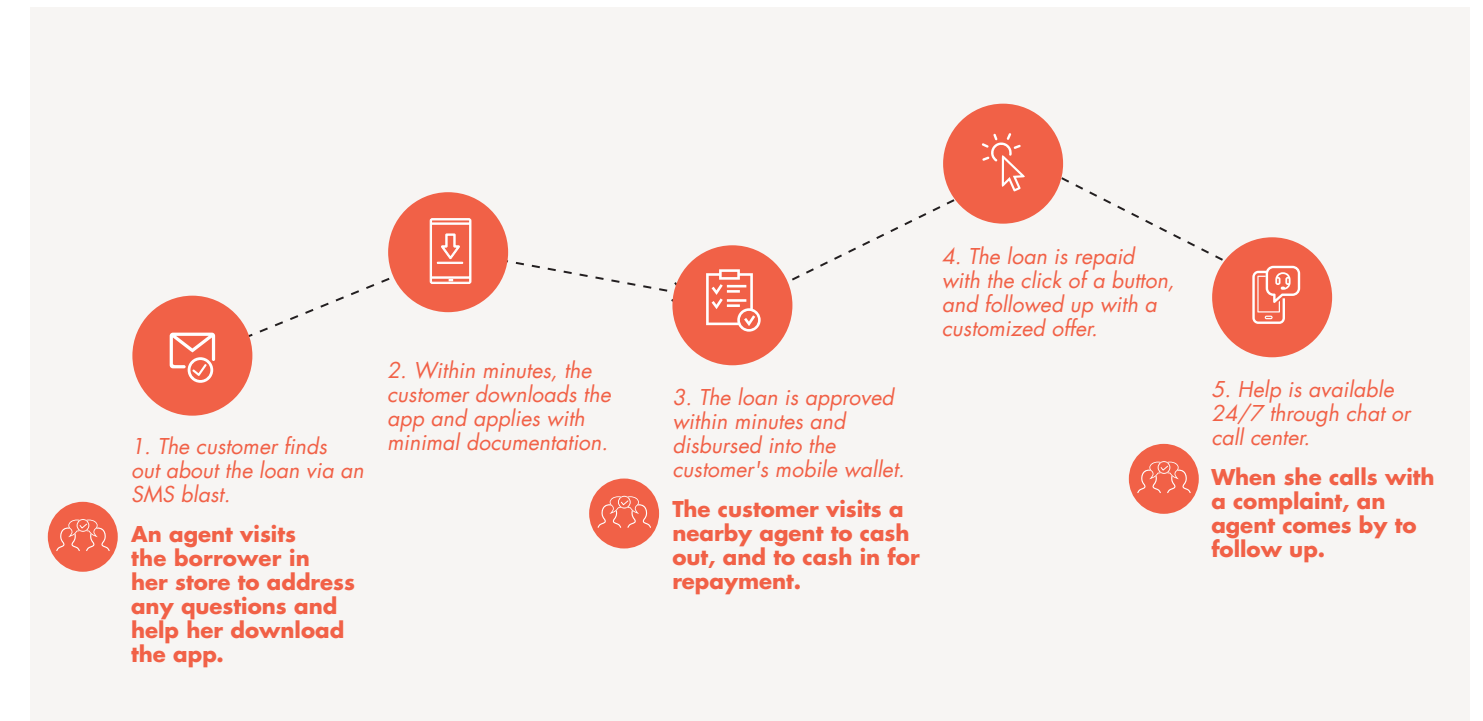 1. The customer finds
out about the loan via an
SMS blast.
An agent visits
the borrower in
her store to address
any questions and
help her download
the app.
2. Within minutes, the
customer downloads the
app and applies with
minimal documentation.
3. The loan is approved
within minutes and
disbursed into the
customer's mobile wallet.
The customer visits a
nearby agent to cash
out, and to cash in for
repayment.
4. The loan is repaid
with the click of a button,
and followed up with a
customized offer.
5. Help is available
24/7 through chat or
call center.
When she calls with
a complaint, an
agent comes by to
follow up.